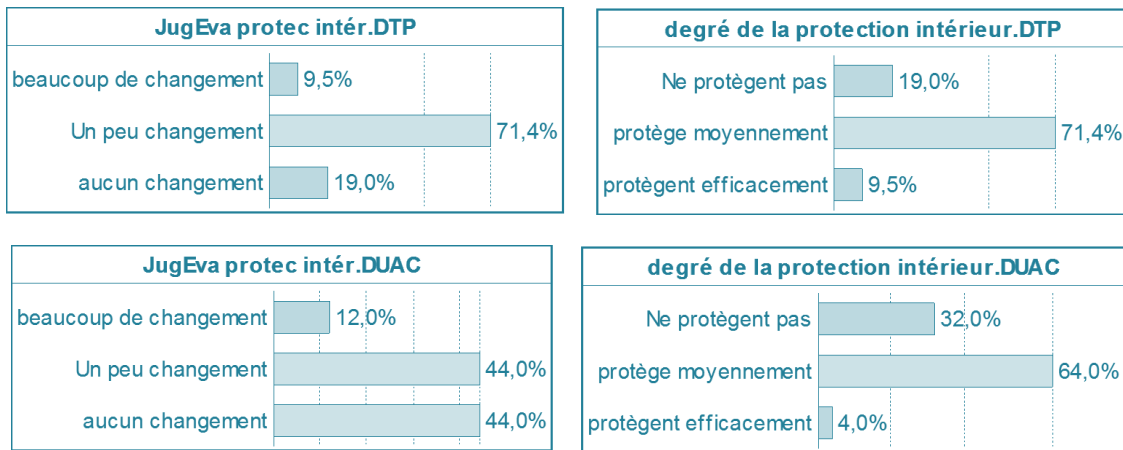 JugEva protec intér.DTP
beaucoup de changement 9,5%
Un peu changement 71,4%
aucun changement 19,0%
degré de la protection intérieur.DTP
Ne protègent pas 19,0%
protège moyennement 71,4%
protègent efficacement 9,5%
JugEva protec intér.DUAC
beaucoup de changement 12,0%
Un peu changement 44,0%
aucun changement 44,0%
degré de la protection intérieur.DUAC
Ne protègent pas 32,0%
protège moyennement 64,0%
protègent efficacement 4,0%